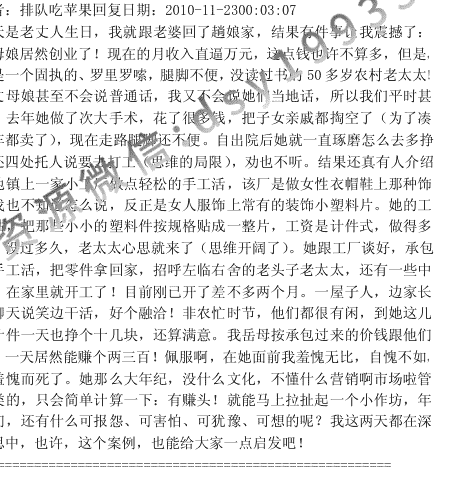 者：排队吃苹果回复日期：2010-11-2300:03:07
天是老丈人生日，我就跟老婆回了趟娘家，结果有件事让我震撼了：
母娘居然创业了！现在的月收入直逼万元，这点钱也许不算多，但是，
是一个固执的、罗里罗嗦，腿脚不便，没读过书的 50 多岁农村老太太！
丈母娘甚至不会说普通话，我又不会说她们当地话，所以我们平时甚
去年她做了次大手术，花了很多钱，把子女亲戚都掏空了（为了凑
车都卖了），现在走路脚脚还不便。自出院后她就一直琢磨怎么去多挣
还四处托人说要去打工（思维的局限），劝也不听。结果还真有人介绍
镇上一家小工厂做点轻松的手工活，该厂是做女性衣帽鞋上那种饰
我也不知道怎么说，反正是女人服饰上常有的装饰小塑料片。她的工
，把那些小小的塑料件按规格贴成一整片，工资是计件式，做得多
没过多久，老太太心思就来了（思维开阔了）。她跟工厂谈好，承包
手工活，把零件拿回家，招呼左临右舍的老头子老太太，还有一些中
在家里就开工了！目前刚已开了差不多两个月。一屋子人，边家长
聊天说笑边干活，好个融洽！非农忙时节，他们都很有闲，到她这儿
计件一天也挣个十几块，还算满意。我岳母按承包过来的价钱跟他们
一天居然能赚个两三百！佩服啊，在她面前我羞愧无比，自愧不如，
羞愧而死了。她那么大年纪，没什么文化，不懂什么营销啊市场啦管
类的，只会简单计算一下：有赚头！就能马上拉扯起一个小作坊，年
们，还有什么可报怨、可害怕、可犹豫、可想的呢？我这两天都在深
思中，也许，这个案例，也能给大家一点启发吧！
================================================
资源微信：dsy19933